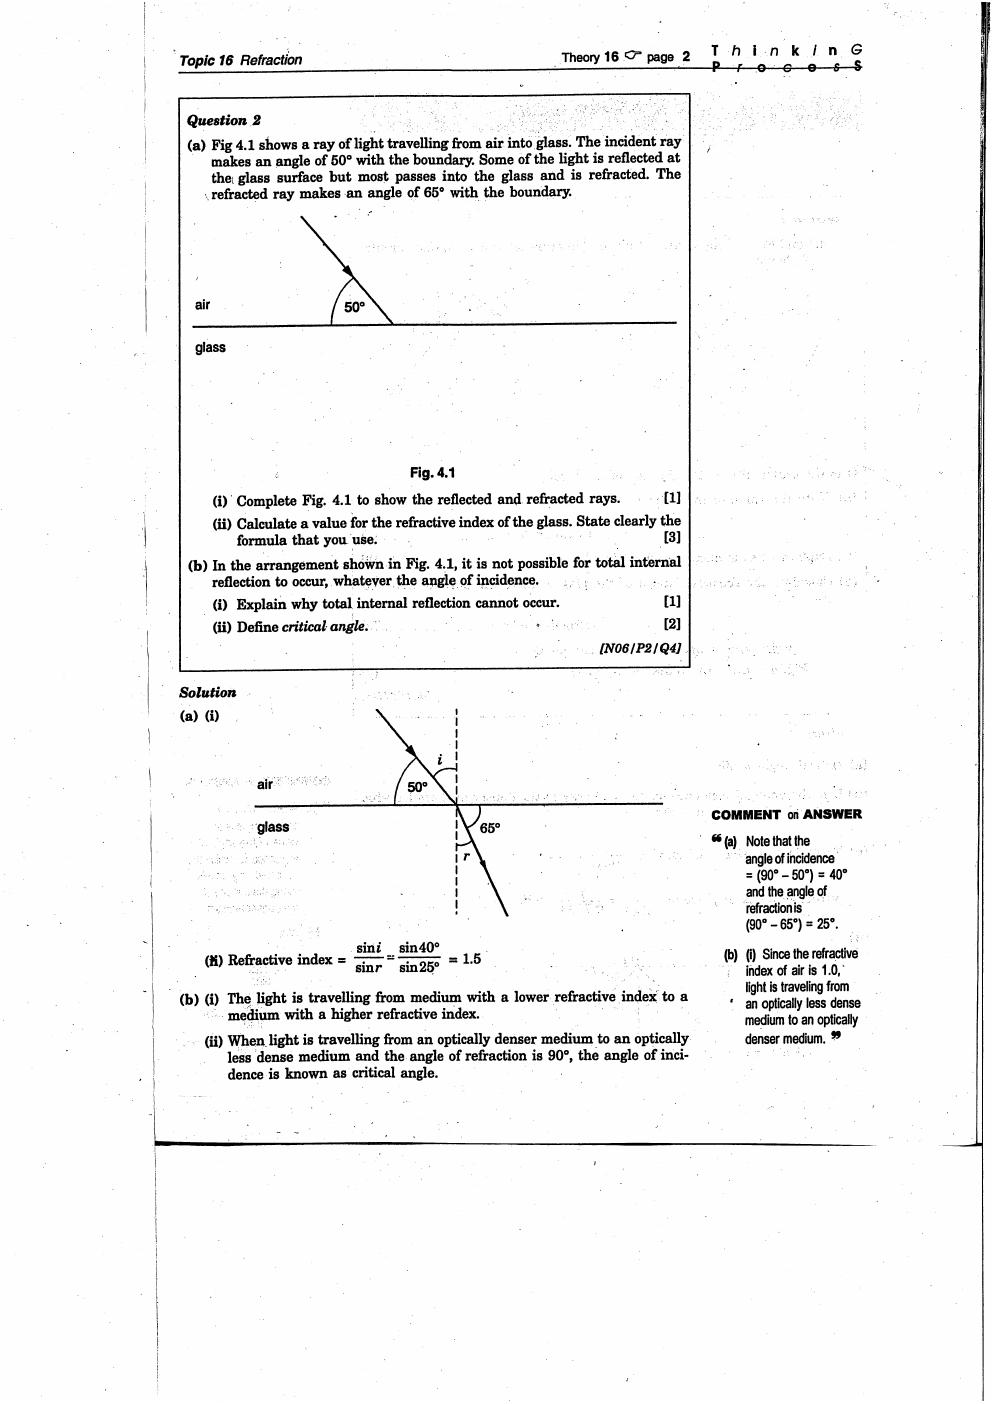 Topic 16 Refraction
Theory 16 ☞ page 2
T h i n k i n G
P r o c e s S
Question 2
(a) Fig 4.1 shows a ray of light travelling from air into glass. The incident ray
makes an angle of 50° with the boundary. Some of the light is reflected at
the glass surface but most passes into the glass and is refracted. The
refracted ray makes an angle of 65° with the boundary.
air
50°
glass
Fig. 4.1
(i) Complete Fig. 4.1 to show the reflected and refracted rays. [1]
(ii) Calculate a value for the refractive index of the glass. State clearly the
formula that you use. [3]
(b) In the arrangement shown in Fig. 4.1, it is not possible for total internal
reflection to occur, whatever the angle of incidence.
(i) Explain why total internal reflection cannot occur. [1]
(ii) Define critical angle. [2]
[N06/P2/Q4]
Solution
(a) (i)
i
air
50°
glass
65°
r
(ii) Refractive index = sin i / sin r = sin 40° / sin 25° = 1.5
(b) (i) The light is travelling from medium with a lower refractive index to a
medium with a higher refractive index.
(ii) When light is travelling from an optically denser medium to an optically
less dense medium and the angle of refraction is 90°, the angle of inci-
dence is known as critical angle.
COMMENT on ANSWER
❝ (a) Note that the
angle of incidence
= (90° – 50°) = 40°
and the angle of
refraction is
(90° – 65°) = 25°.
(b) (i) Since the refractive
index of air is 1.0,
light is traveling from
an optically less dense
medium to an optically
denser medium. ❞